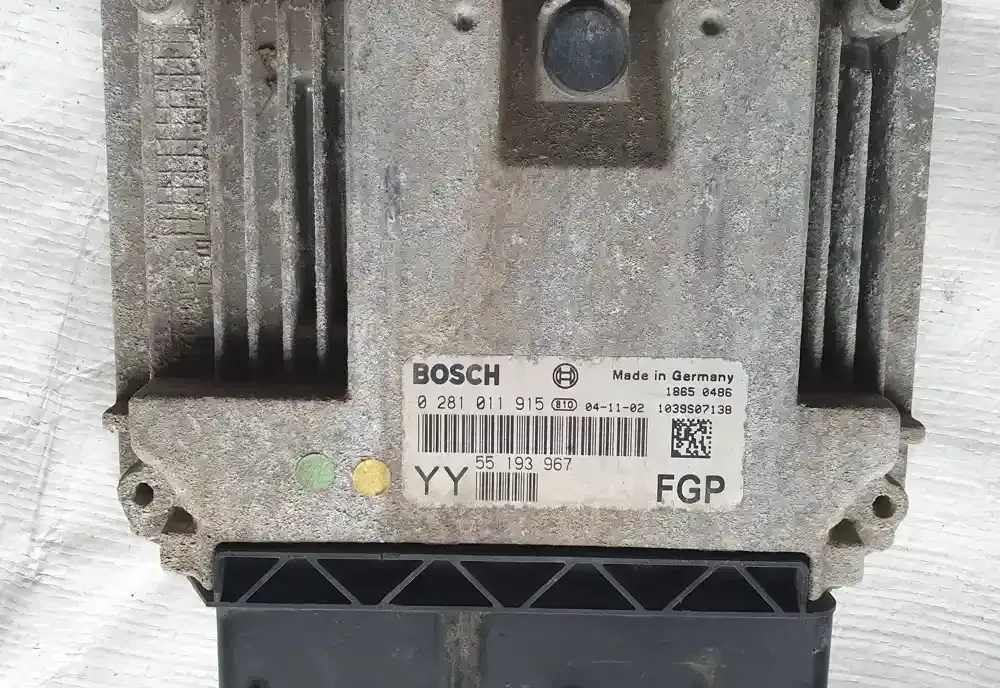 BOSCH Made in Germany
1865 0486
0 281 011 915 810 04-11-02 1039S07138
55 193 967
YY FGP